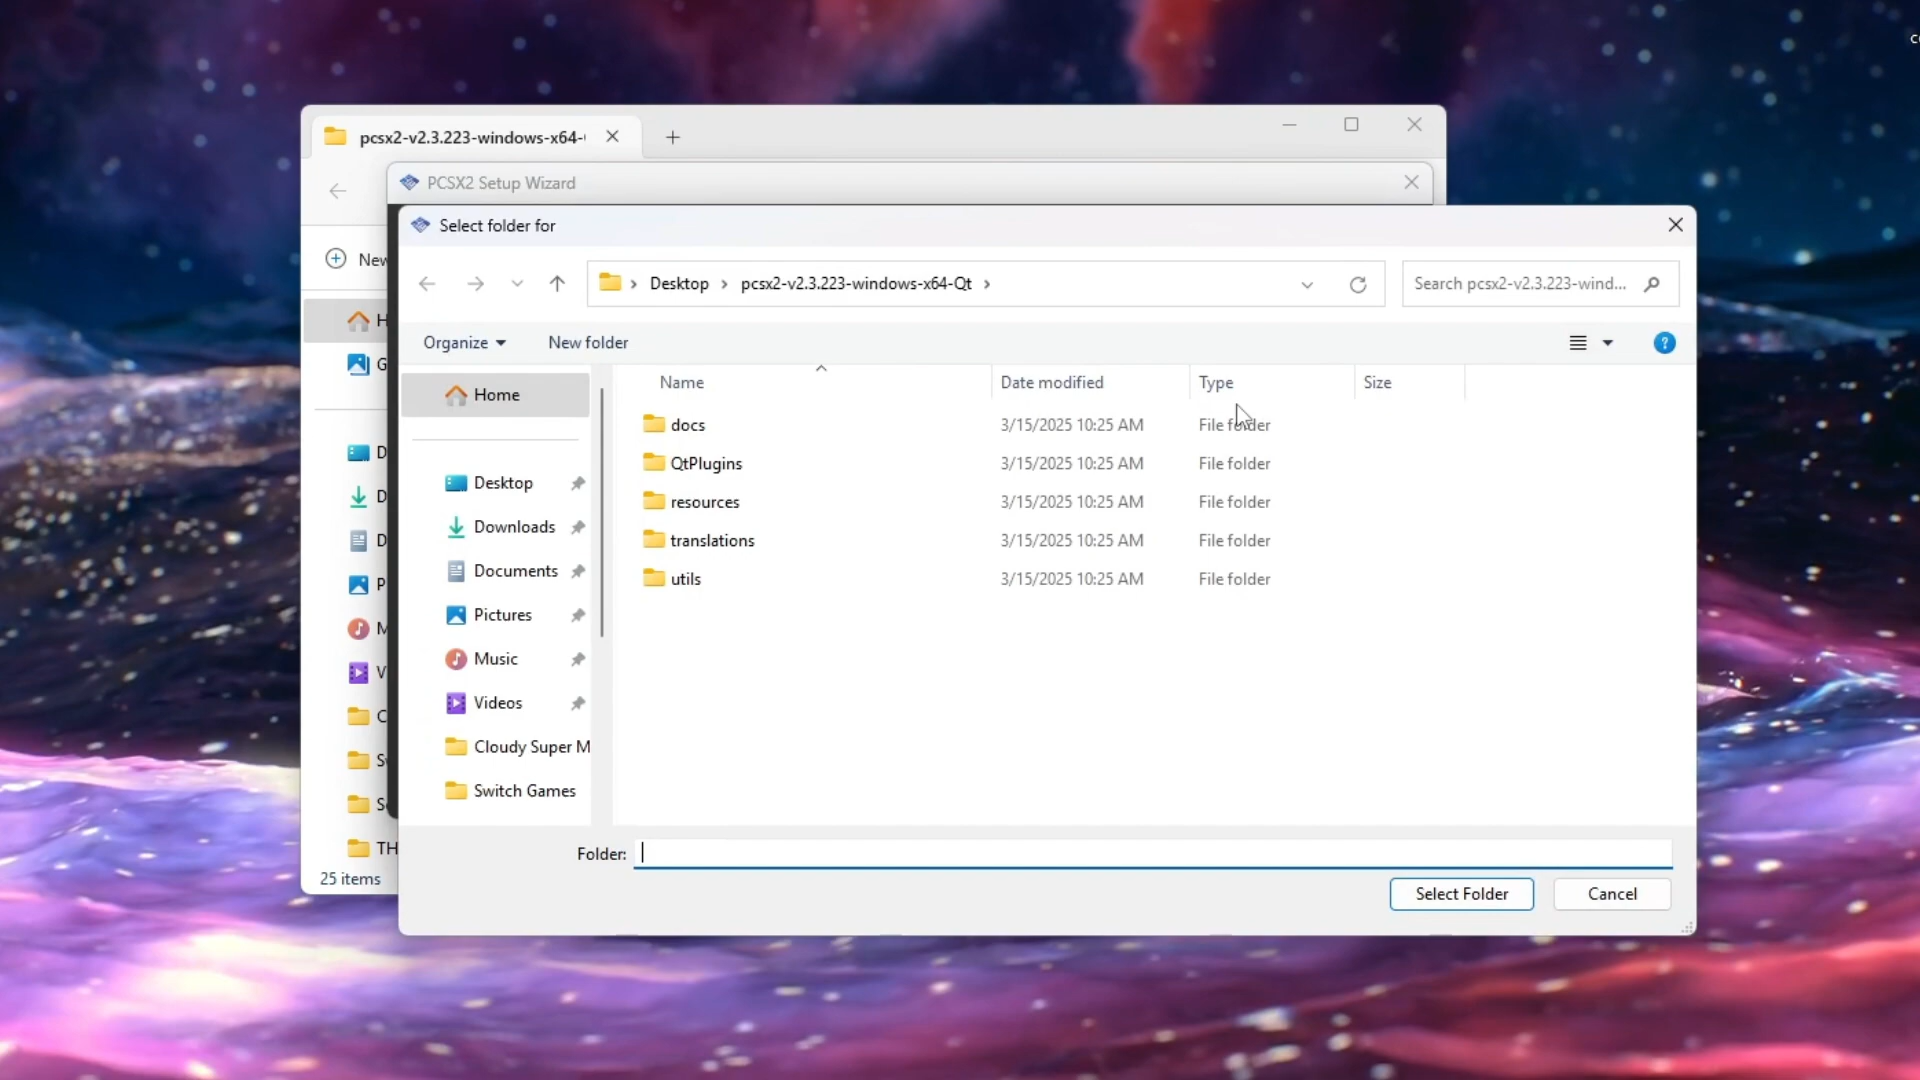 pcsx2-v2.3.223-windows-x64-
PCSX2 Setup Wizard
Select folder for
New
Desktop
pcsx2-v2.3.223-windows-x64-Qt
Search pcsx2-v2.3.223-wind...
Organize
New folder
Home
Name
Date modified
Type
Size
docs
3/15/2025 10:25 AM
File folder
QtPlugins
3/15/2025 10:25 AM
File folder
resources
3/15/2025 10:25 AM
File folder
translations
3/15/2025 10:25 AM
File folder
utils
3/15/2025 10:25 AM
File folder
Desktop
Downloads
Documents
Pictures
Music
Videos
Cloudy Super M
Switch Games
H
G
D
D
D
P
M
V
C
S
TH
25 items
Folder:
Select Folder
Cancel